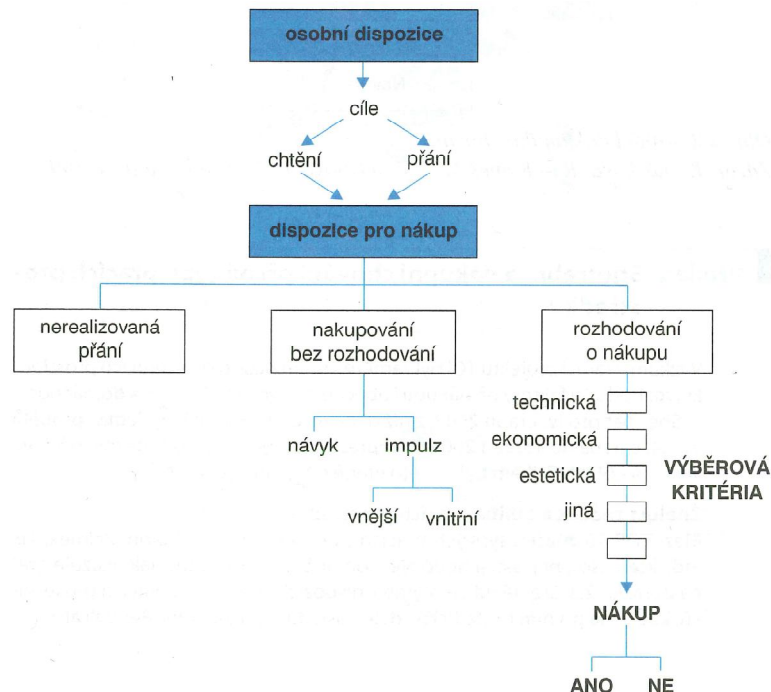 osobní dispozice
cíle
chtění
přání
dispozice pro nákup
nerealizovaná
přání
nakupování
bez rozhodování
rozhodování
o nákupu
návyk
impulz
vnější
vnitřní
technická
ekonomická
estetická
jiná
VÝBĚROVÁ
KRITÉRIA
NÁKUP
ANO
NE